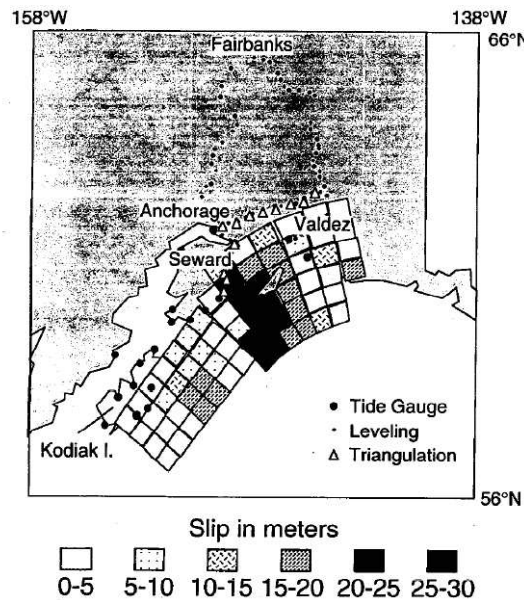 158°W 138°W
66°N
Fairbanks
Anchorage
Valdez
Seward
Tide Gauge
Leveling
Triangulation
Kodiak I.
56°N
Slip in meters
0-5 5-10 10-15 15-20 20-25 25-30